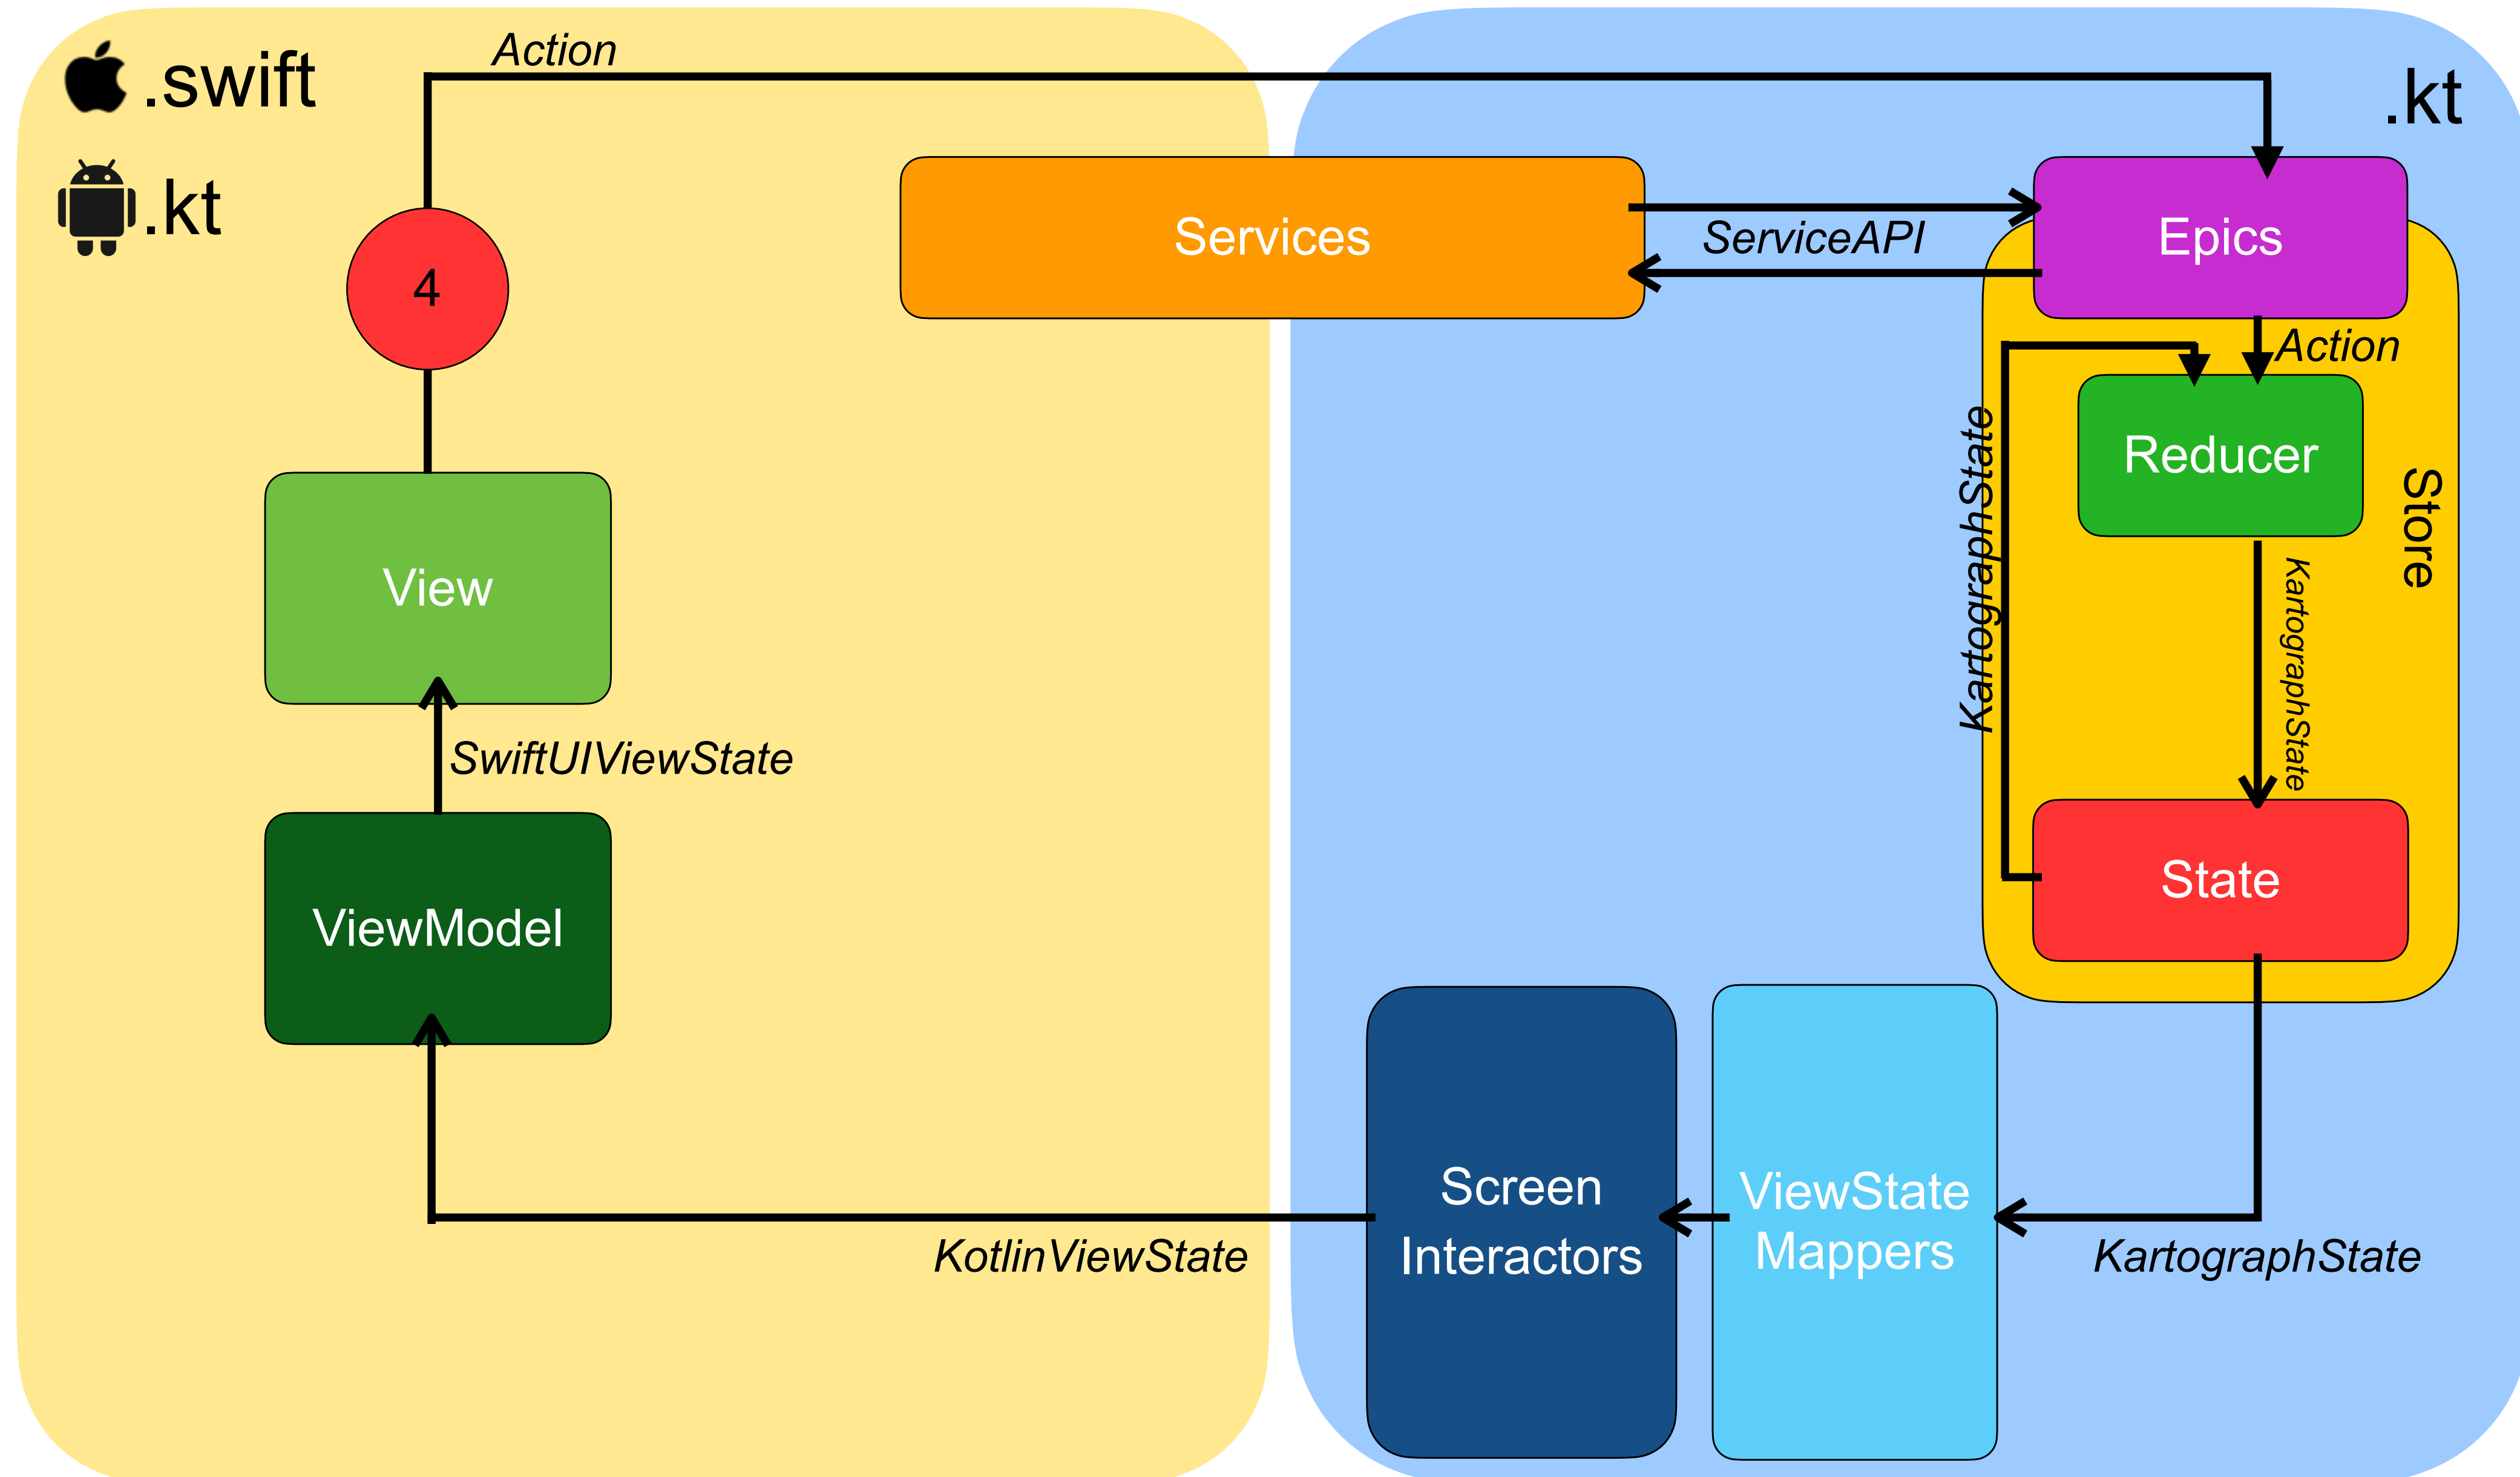 .swift
.kt
Action
.kt
4
Services
ServiceAPI
Epics
Action
Reducer
Store
KartographState
KartographState
View
SwiftUIViewState
ViewModel
State
Screen
Interactors
ViewState
Mappers
KotlinViewState
KartographState